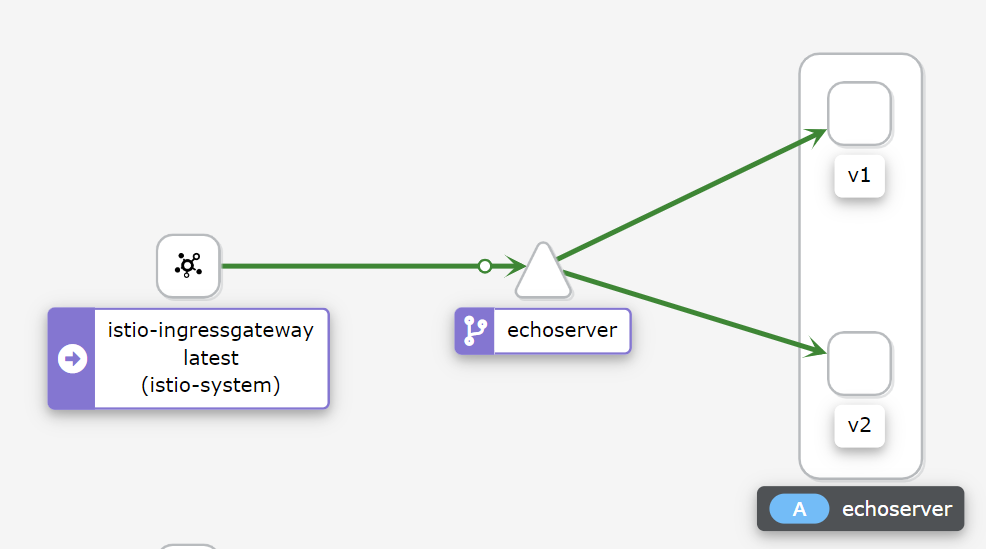 istio-ingressgateway
latest
(istio-system)
echoserver
v1
v2
A echoserver